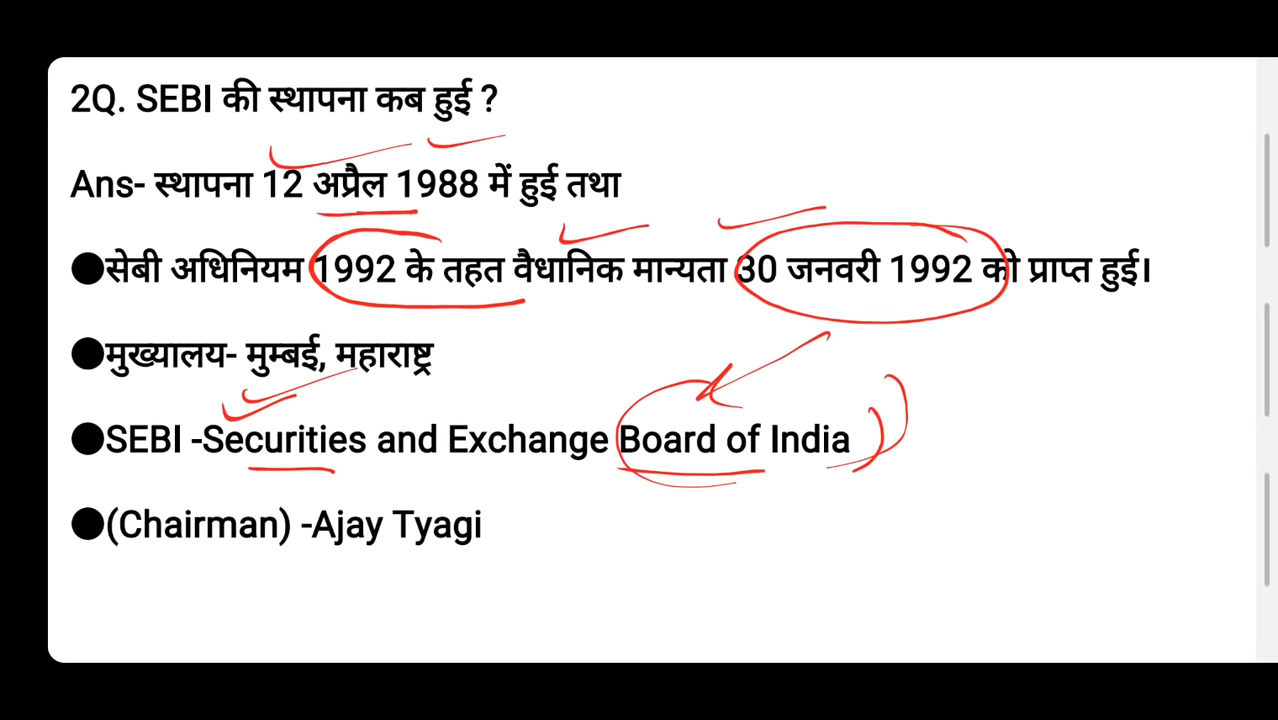 2Q. SEBI की स्थापना कब हुई ?
Ans- स्थापना 12 अप्रैल 1988 में हुई तथा
●सेबी अधिनियम 1992 के तहत वैधानिक मान्यता 30 जनवरी 1992 को प्राप्त हुई।
●मुख्यालय- मुम्बई, महाराष्ट्र
●SEBI -Securities and Exchange Board of India
●(Chairman) -Ajay Tyagi